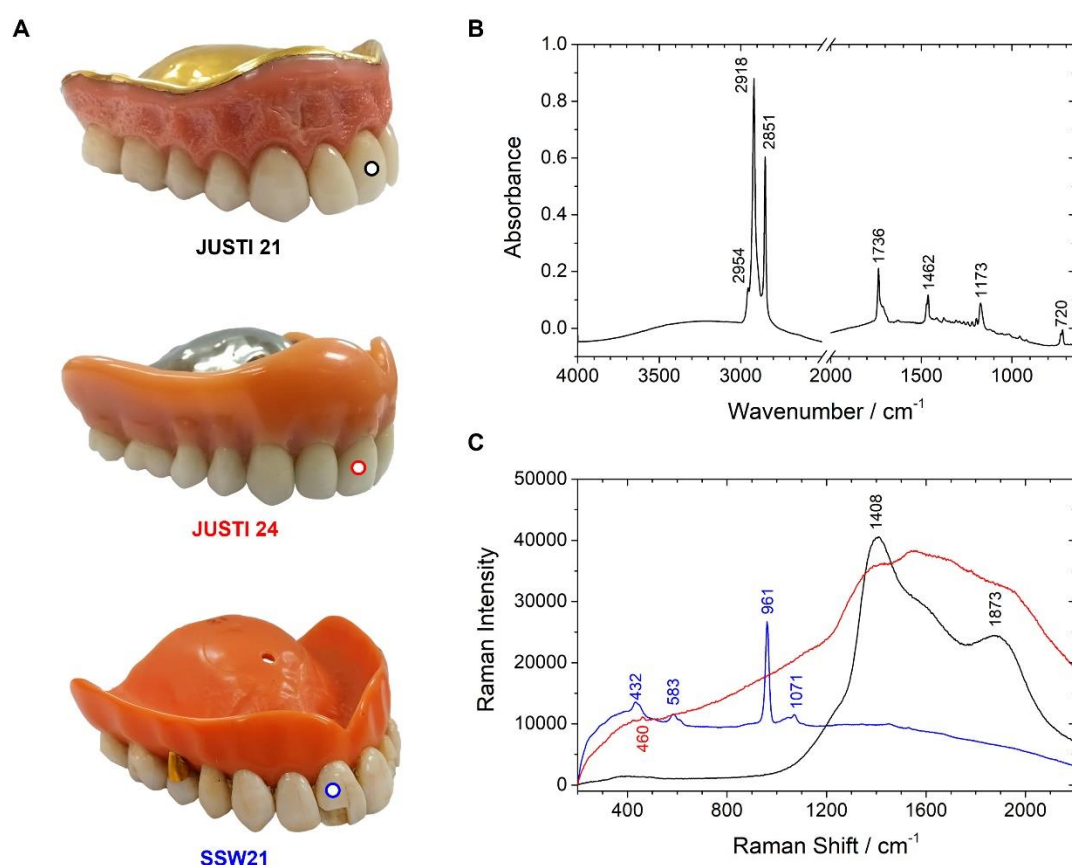 A
JUSTI 21
JUSTI 24
SSW21
B
1.0
0.8
0.6
0.4
0.2
0.0
Absorbance
2954
2918
2851
1736
1462
1173
720
4000 3500 3000 2500 2000 1500 1000
Wavenumber / cm⁻¹
C
50000
40000
30000
20000
10000
0
Raman Intensity
432
460
583
961
1071
1408
1873
400 800 1200 1600 2000
Raman Shift / cm⁻¹